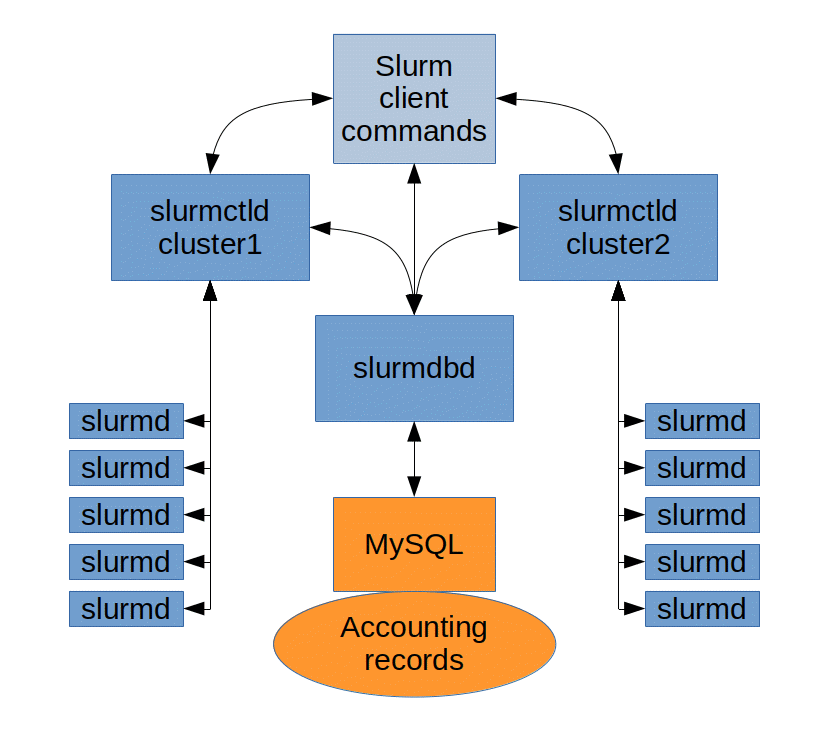 Slurm
client
commands
slurmctld
cluster1
slurmctld
cluster2
slurmdbd
slurmd
slurmd
slurmd
slurmd
slurmd
MySQL
Accounting
records
slurmd
slurmd
slurmd
slurmd
slurmd